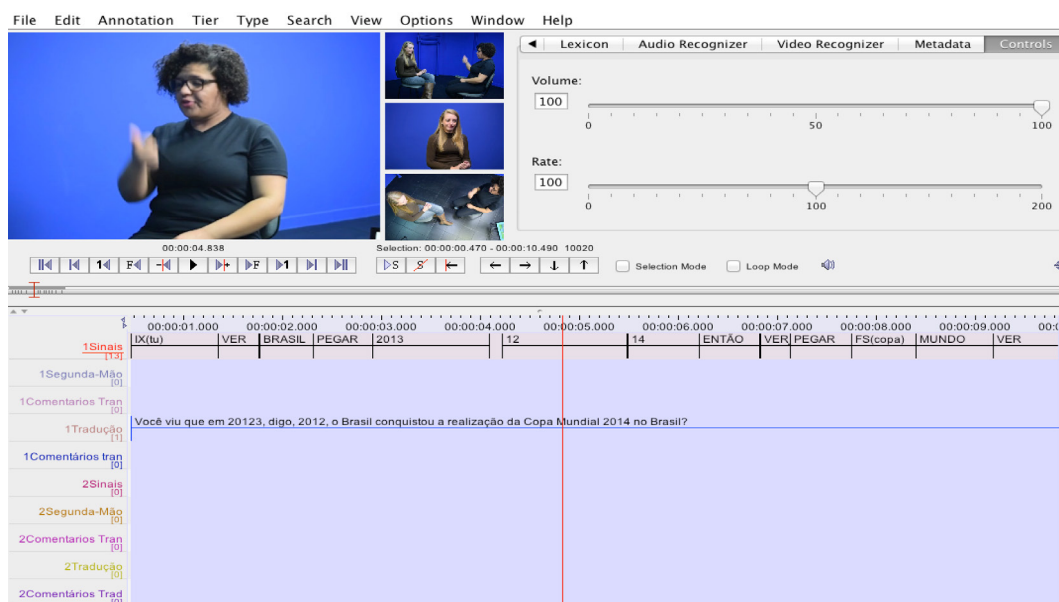 File Edit Annotation Tier Type Search View Options Window Help
Lexicon Audio Recognizer Video Recognizer Metadata Controls
Volume:
100
0 50 100
Rate:
100
0 100 200
00:00:04.838
Selection: 00:00:00.470 - 00:00:10.490 10020
1 F F 1 S S Selection Mode Loop Mode
00:00:01.000 00:00:02.000 00:00:03.000 00:00:04.000 00:00:05.000 00:00:06.000 00:00:07.000 00:00:08.000 00:00:09.000 00:0
1Sinais IX(tu) VER BRASIL PEGAR 2013 12 14 ENTÃO VER PEGAR FS(copa) MUNDO VER
[13]
1Segunda-Mão
[0]
1Comentarios Tran
[0]
1Tradução Você viu que em 20123, digo, 2012, o Brasil conquistou a realização da Copa Mundial 2014 no Brasil?
[1]
1Comentários tran
[0]
2Sinais
[0]
2Segunda-Mão
[0]
2Comentarios Tran
[0]
2Tradução
[0]
2Comentários Trad
[0]